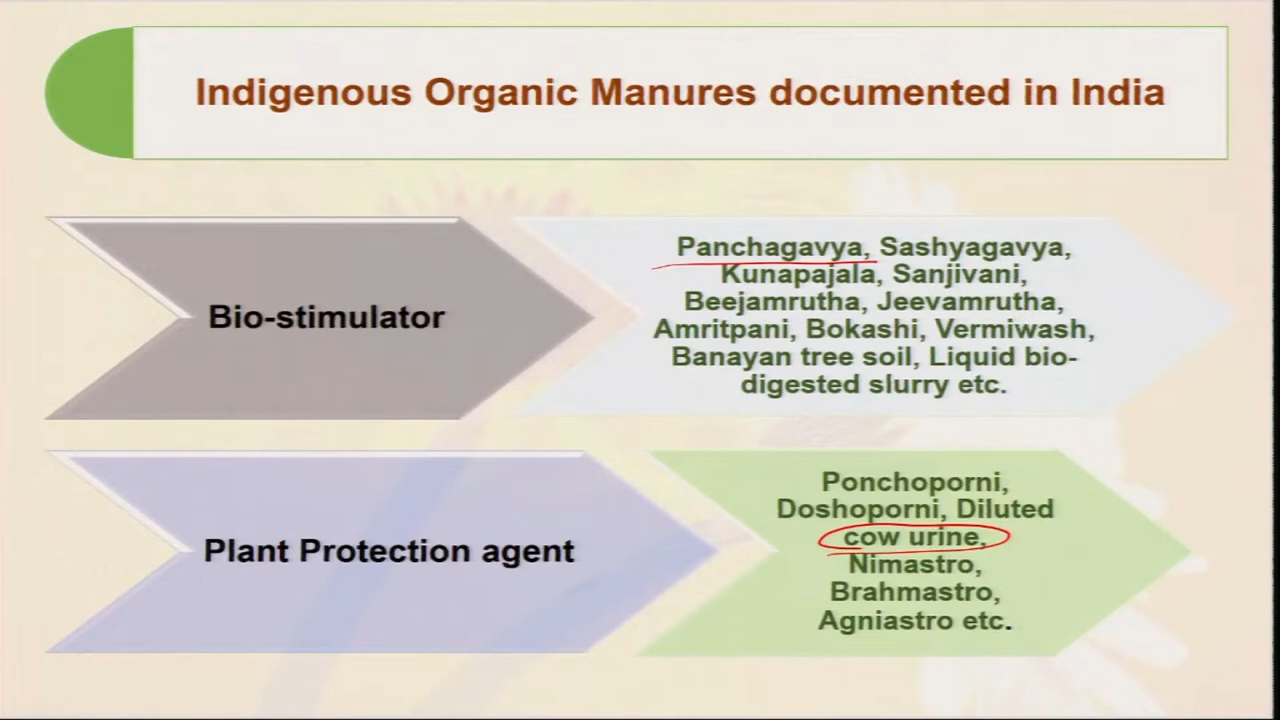 Indigenous Organic Manures documented in India
Bio-stimulator
Panchagavya, Sashyagavya,
Kunapajala, Sanjivani,
Beejamrutha, Jeevamrutha,
Amritpani, Bokashi, Vermiwash,
Banayan tree soil, Liquid bio-
digested slurry etc.
Plant Protection agent
Ponchoporni,
Doshoporni, Diluted
cow urine,
Nimastro,
Brahmastro,
Agniastro etc.